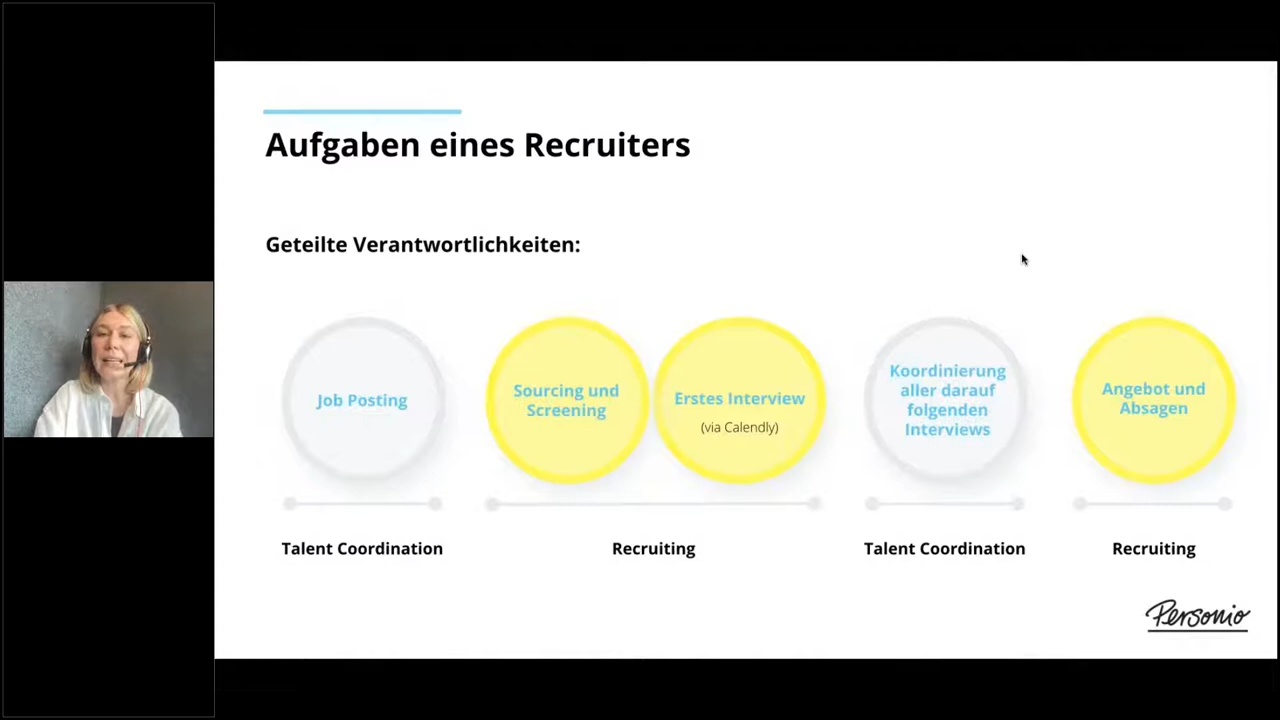 Aufgaben eines Recruiters
Geteilte Verantwortlichkeiten:
Job Posting
Sourcing und
Screening
Erstes Interview
(via Calendly)
Koordinierung
aller darauf
folgenden
Interviews
Angebot und
Absagen
Talent Coordination
Recruiting
Talent Coordination
Recruiting
Personio